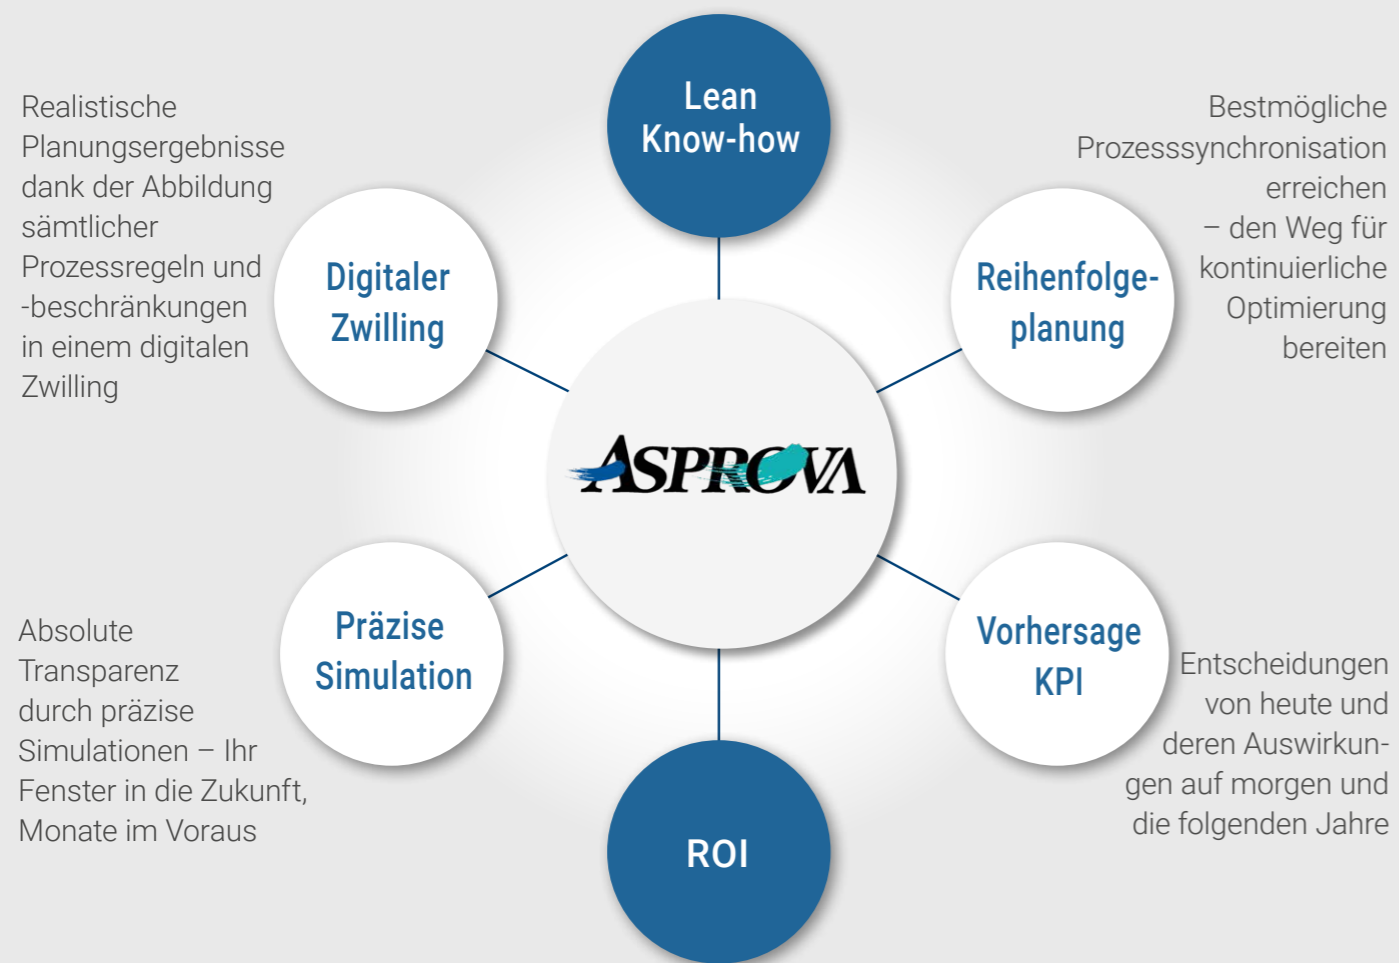 Lean
Know-how
Realistische
Planungsergebnisse
dank der Abbildung
sämtlicher
Prozessregeln und
-beschränkungen
in einem digitalen
Zwilling
Digitaler
Zwilling
Reihenfolge-
planung
Bestmögliche
Prozesssynchronisation
erreichen
– den Weg für
kontinuierliche
Optimierung
bereiten
ASPROVA
Absolute
Transparenz
durch präzise
Simulationen – Ihr
Fenster in die Zukunft,
Monate im Voraus
Präzise
Simulation
Vorhersage
KPI
Entscheidungen
von heute und
deren Auswirkun-
gen auf morgen und
die folgenden Jahre
ROI